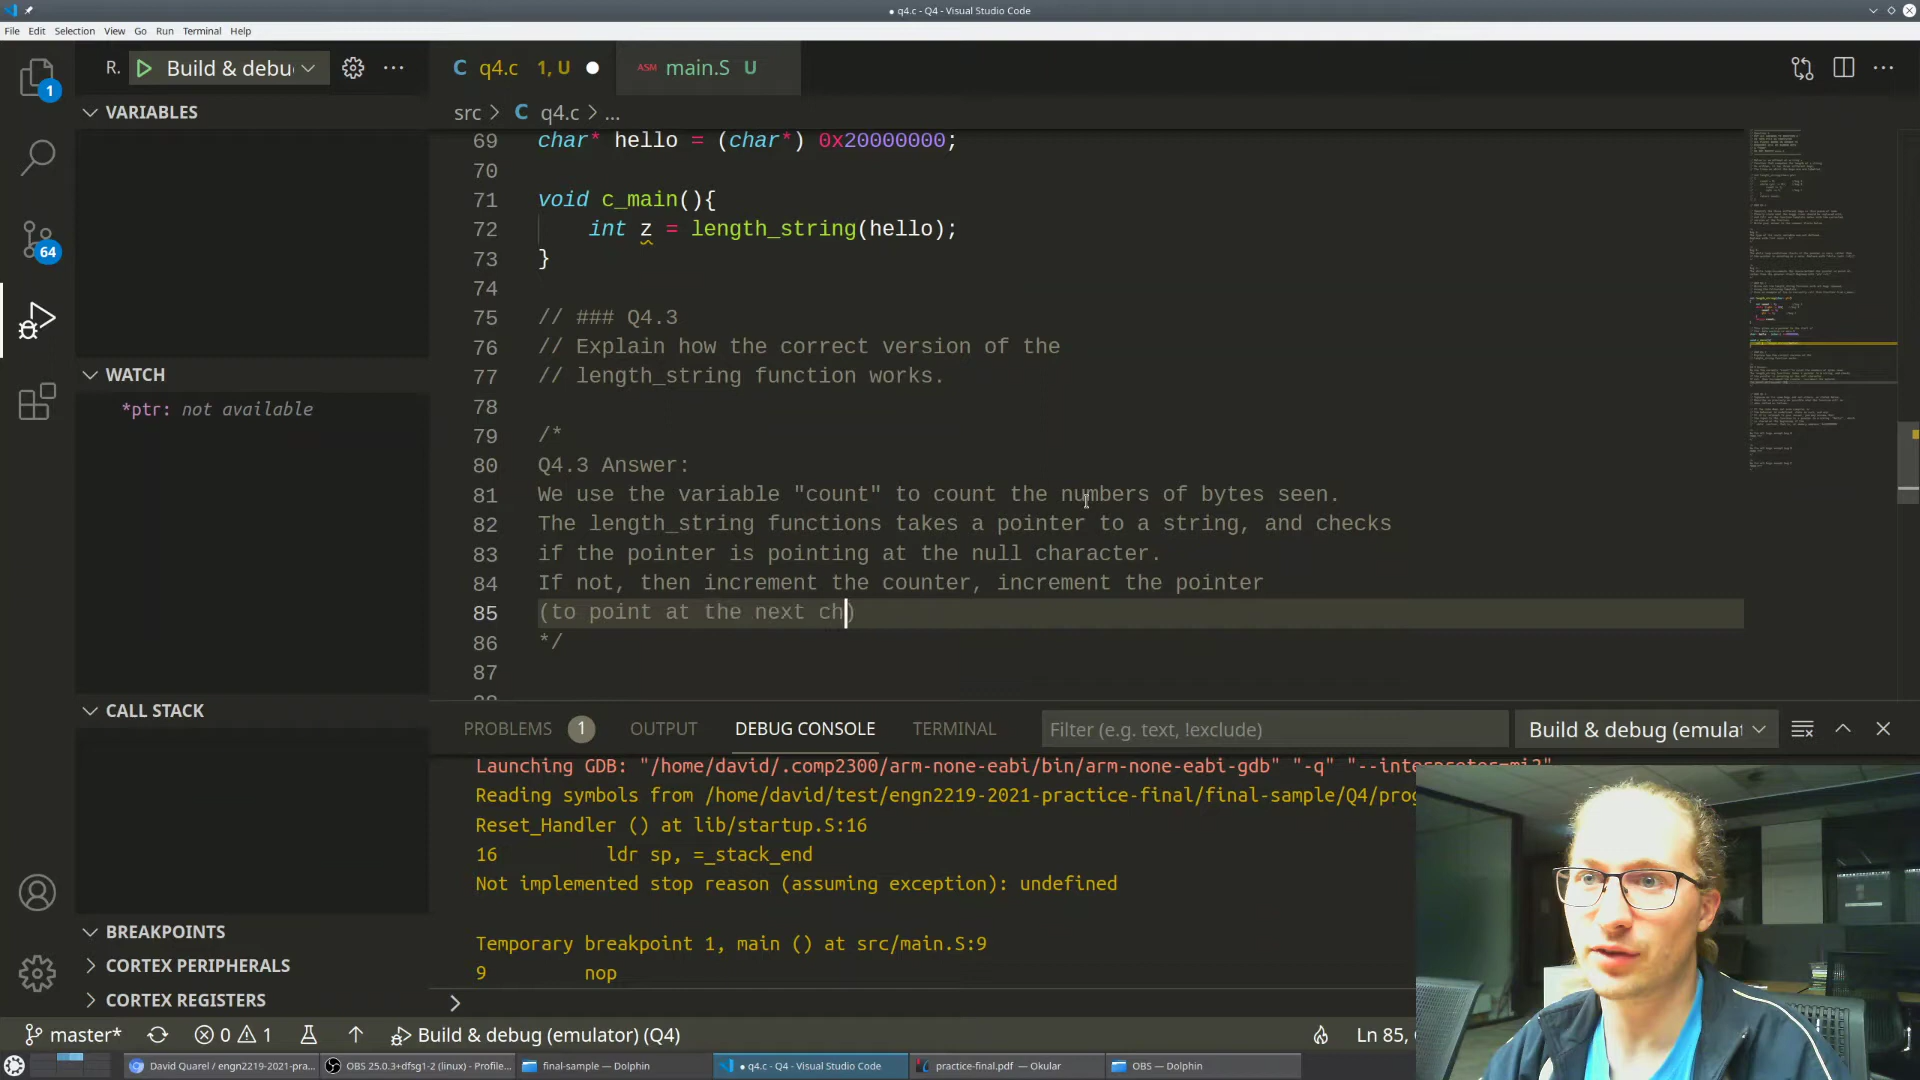 q4.c - Q4 - Visual Studio Code
File Edit Selection View Go Run Terminal Help
R. Build & debu
C q4.c 1, U
ASM main.S U
VARIABLES
src > C q4.c > ...
69 char* hello = (char*) 0x20000000;
70
71 void c_main(){
72 int z = length_string(hello);
73 }
74
75 // ### Q4.3
76 // Explain how the correct version of the
77 // length_string function works.
78
79 /*
80 Q4.3 Answer:
81 We use the variable "count" to count the numbers of bytes seen.
82 The length_string functions takes a pointer to a string, and checks
83 if the pointer is pointing at the null character.
84 If not, then increment the counter, increment the pointer
85 (to point at the next ch)
86 */
87
1
64
WATCH
*ptr: not available
CALL STACK
BREAKPOINTS
CORTEX PERIPHERALS
CORTEX REGISTERS
PROBLEMS 1 OUTPUT DEBUG CONSOLE TERMINAL Filter (e.g. text, !exclude) Build & debug (emulat
Launching GDB: "/home/david/.comp2300/arm-none-eabi/bin/arm-none-eabi-gdb" "-q" "--interpreter=mi2"
Reading symbols from /home/david/test/engn2219-2021-practice-final/final-sample/Q4/prog
Reset_Handler () at lib/startup.S:16
16 ldr sp, =_stack_end
Not implemented stop reason (assuming exception): undefined
Temporary breakpoint 1, main () at src/main.S:9
9 nop
master* 0 1 Build & debug (emulator) (Q4) Ln 85,
David Quarel / engn2219-2021-pra... OBS 25.0.3+dfsg1-2 (linux) - Profile... final-sample — Dolphin q4.c - Q4 - Visual Studio Code practice-final.pdf — Okular OBS — Dolphin